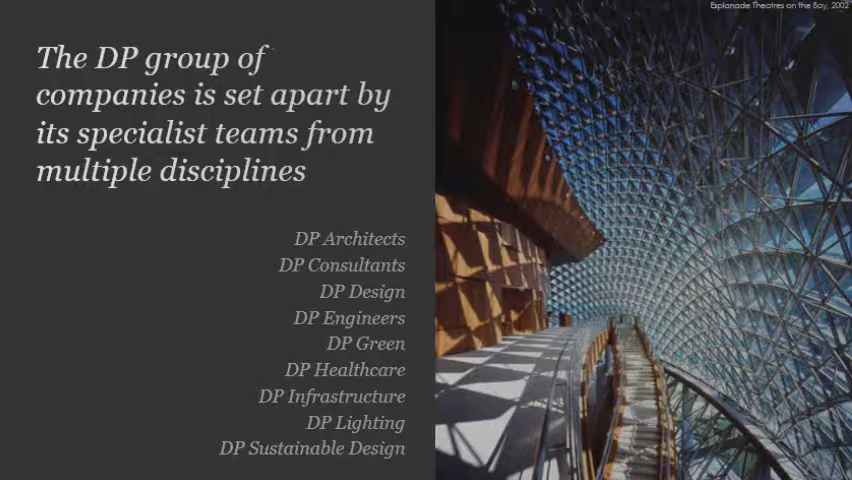 Esplanade Theatres on the Bay, 2002
The DP group of
companies is set apart by
its specialist teams from
multiple disciplines
DP Architects
DP Consultants
DP Design
DP Engineers
DP Green
DP Healthcare
DP Infrastructure
DP Lighting
DP Sustainable Design